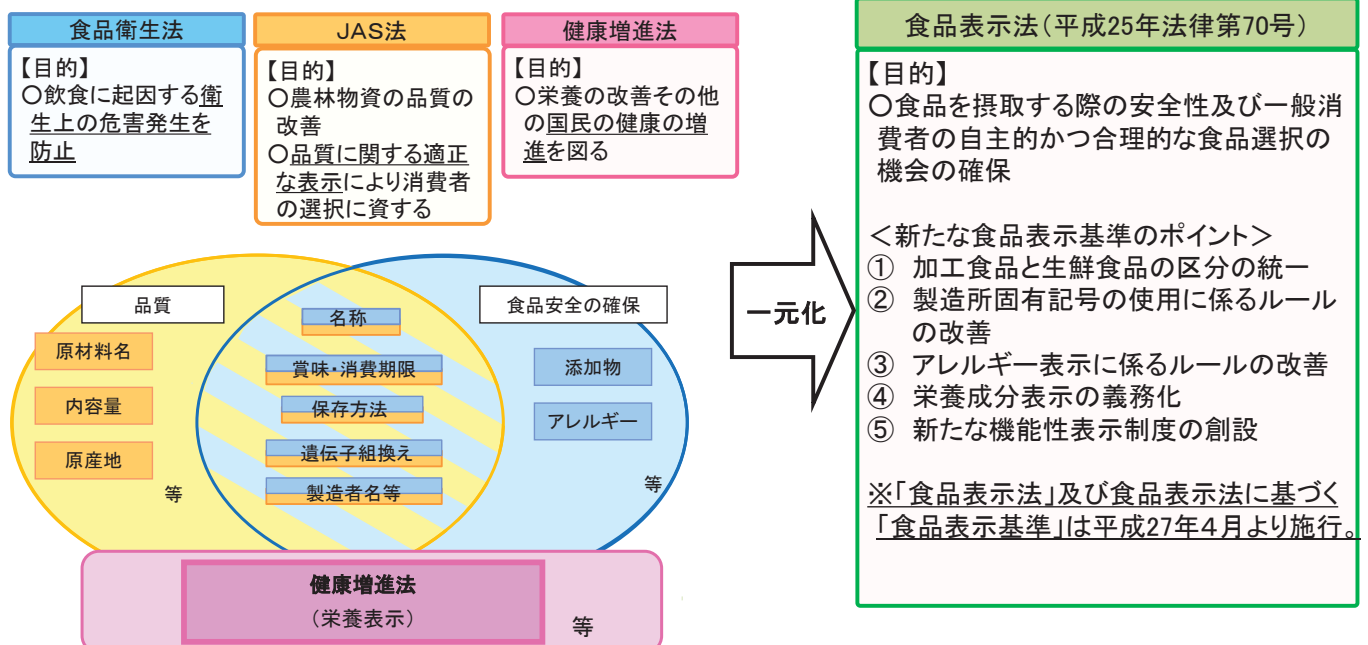 食品衛生法
【目的】
○飲食に起因する衛
生上の危害発生を
防止
JAS法
【目的】
○農林物資の品質の
改善
○品質に関する適正
な表示により消費者
の選択に資する
健康増進法
【目的】
○栄養の改善その他
の国民の健康の増
進を図る
品質
原材料名
内容量
原産地
等
名称
賞味・消費期限
保存方法
遺伝子組換え
製造者名等
食品安全の確保
添加物
アレルギー
等
健康増進法
（栄養表示）
等
一元化
食品表示法（平成25年法律第70号）
【目的】
○食品を摂取する際の安全性及び一般消
費者の自主的かつ合理的な食品選択の
機会の確保
＜新たな食品表示基準のポイント＞
① 加工食品と生鮮食品の区分の統一
② 製造所固有記号の使用に係るルール
の改善
③ アレルギー表示に係るルールの改善
④ 栄養成分表示の義務化
⑤ 新たな機能性表示制度の創設
※「食品表示法」及び食品表示法に基づく
「食品表示基準」は平成27年４月より施行。